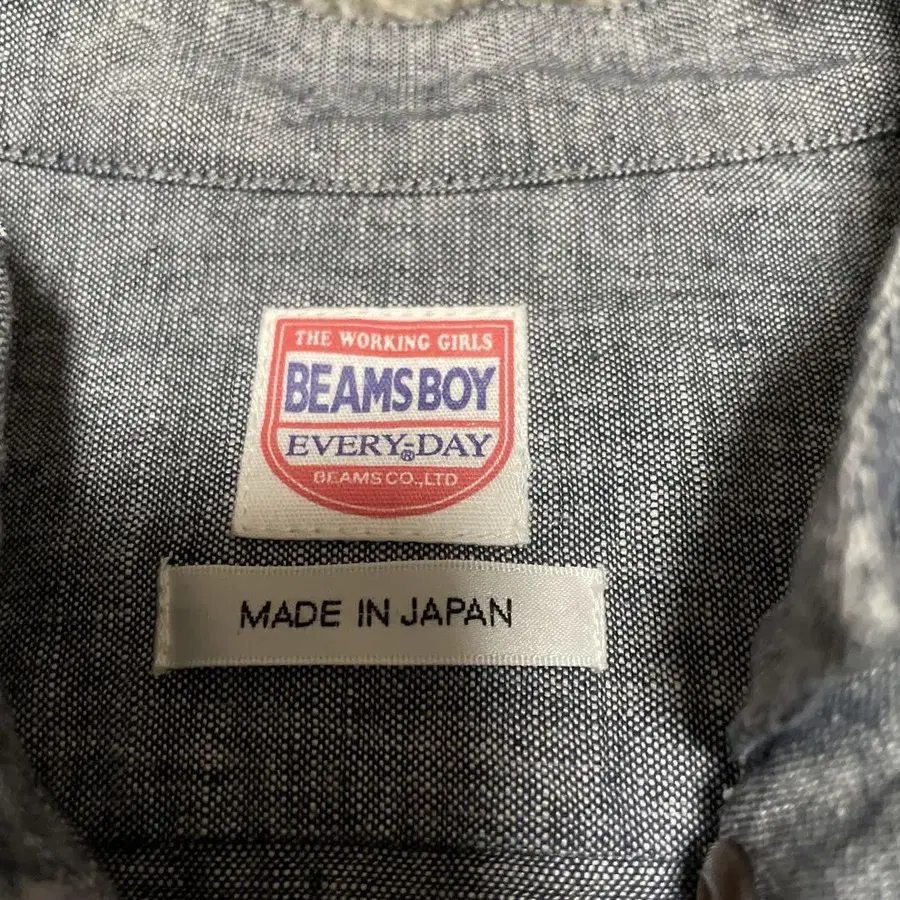 THE WORKING GIRLS
BEAMS BOY
EVERY-DAY
®
BEAMS CO.,LTD
MADE IN JAPAN